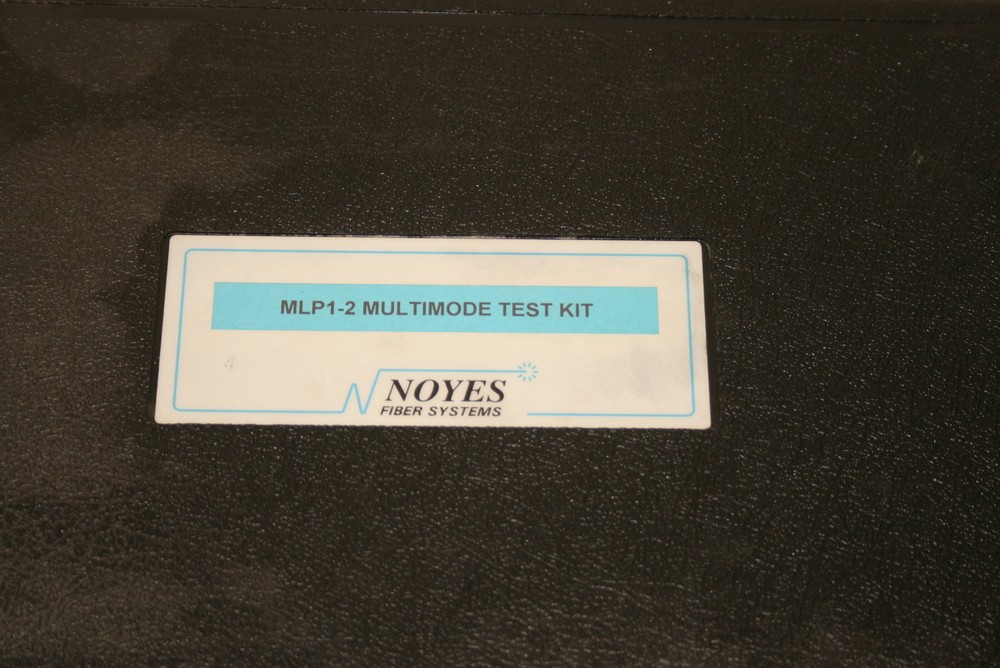 MLP1-2 MULTIMODE TEST KIT
NOYES
FIBER SYSTEMS